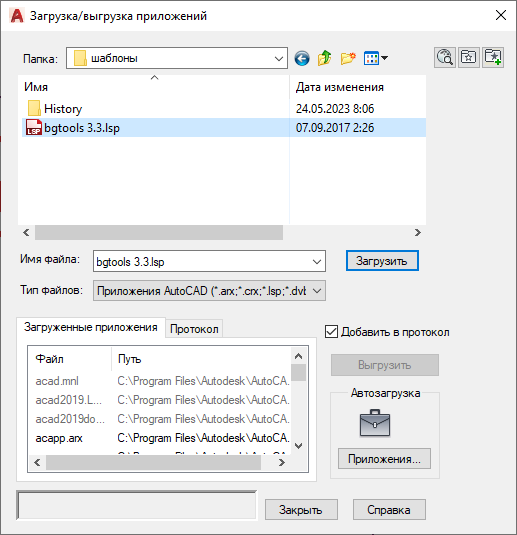 Загрузка/выгрузка приложений
Папка: шаблоны
Имя Дата изменения
History 24.05.2023 8:06
LSP bgtools 3.3.lsp 07.09.2017 2:26
Имя файла: bgtools 3.3.lsp Загрузить
Тип файлов: Приложения AutoCAD (*.arx;*.crx;*.lsp;*.dvb
Загруженные приложения Протокол
Добавить в протокол
Файл Путь
acad.mnl C:\Program Files\Autodesk\AutoCA.
acad2019.L... C:\Program Files\Autodesk\AutoCA.
acad2019do... C:\Program Files\Autodesk\AutoCA.
acapp.arx C:\Program Files\Autodesk\AutoCA.
Выгрузить
Автозагрузка
Приложения...
Закрыть Справка